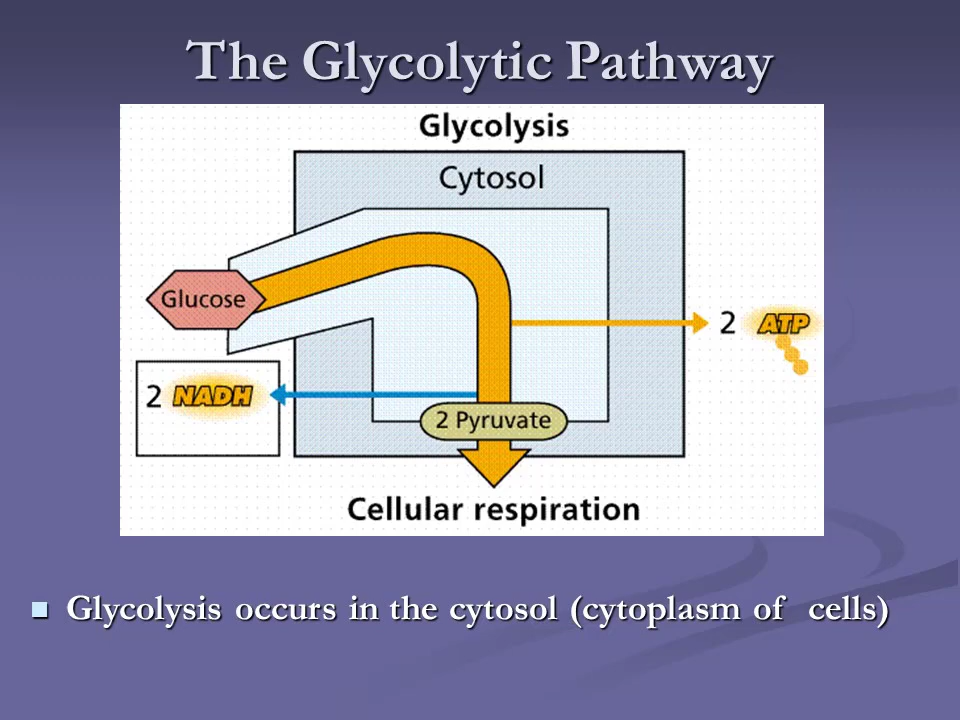 The Glycolytic Pathway
Glycolysis
Cytosol
Glucose
2 ATP
2 NADH
2 Pyruvate
Cellular respiration
Glycolysis occurs in the cytosol (cytoplasm of cells)